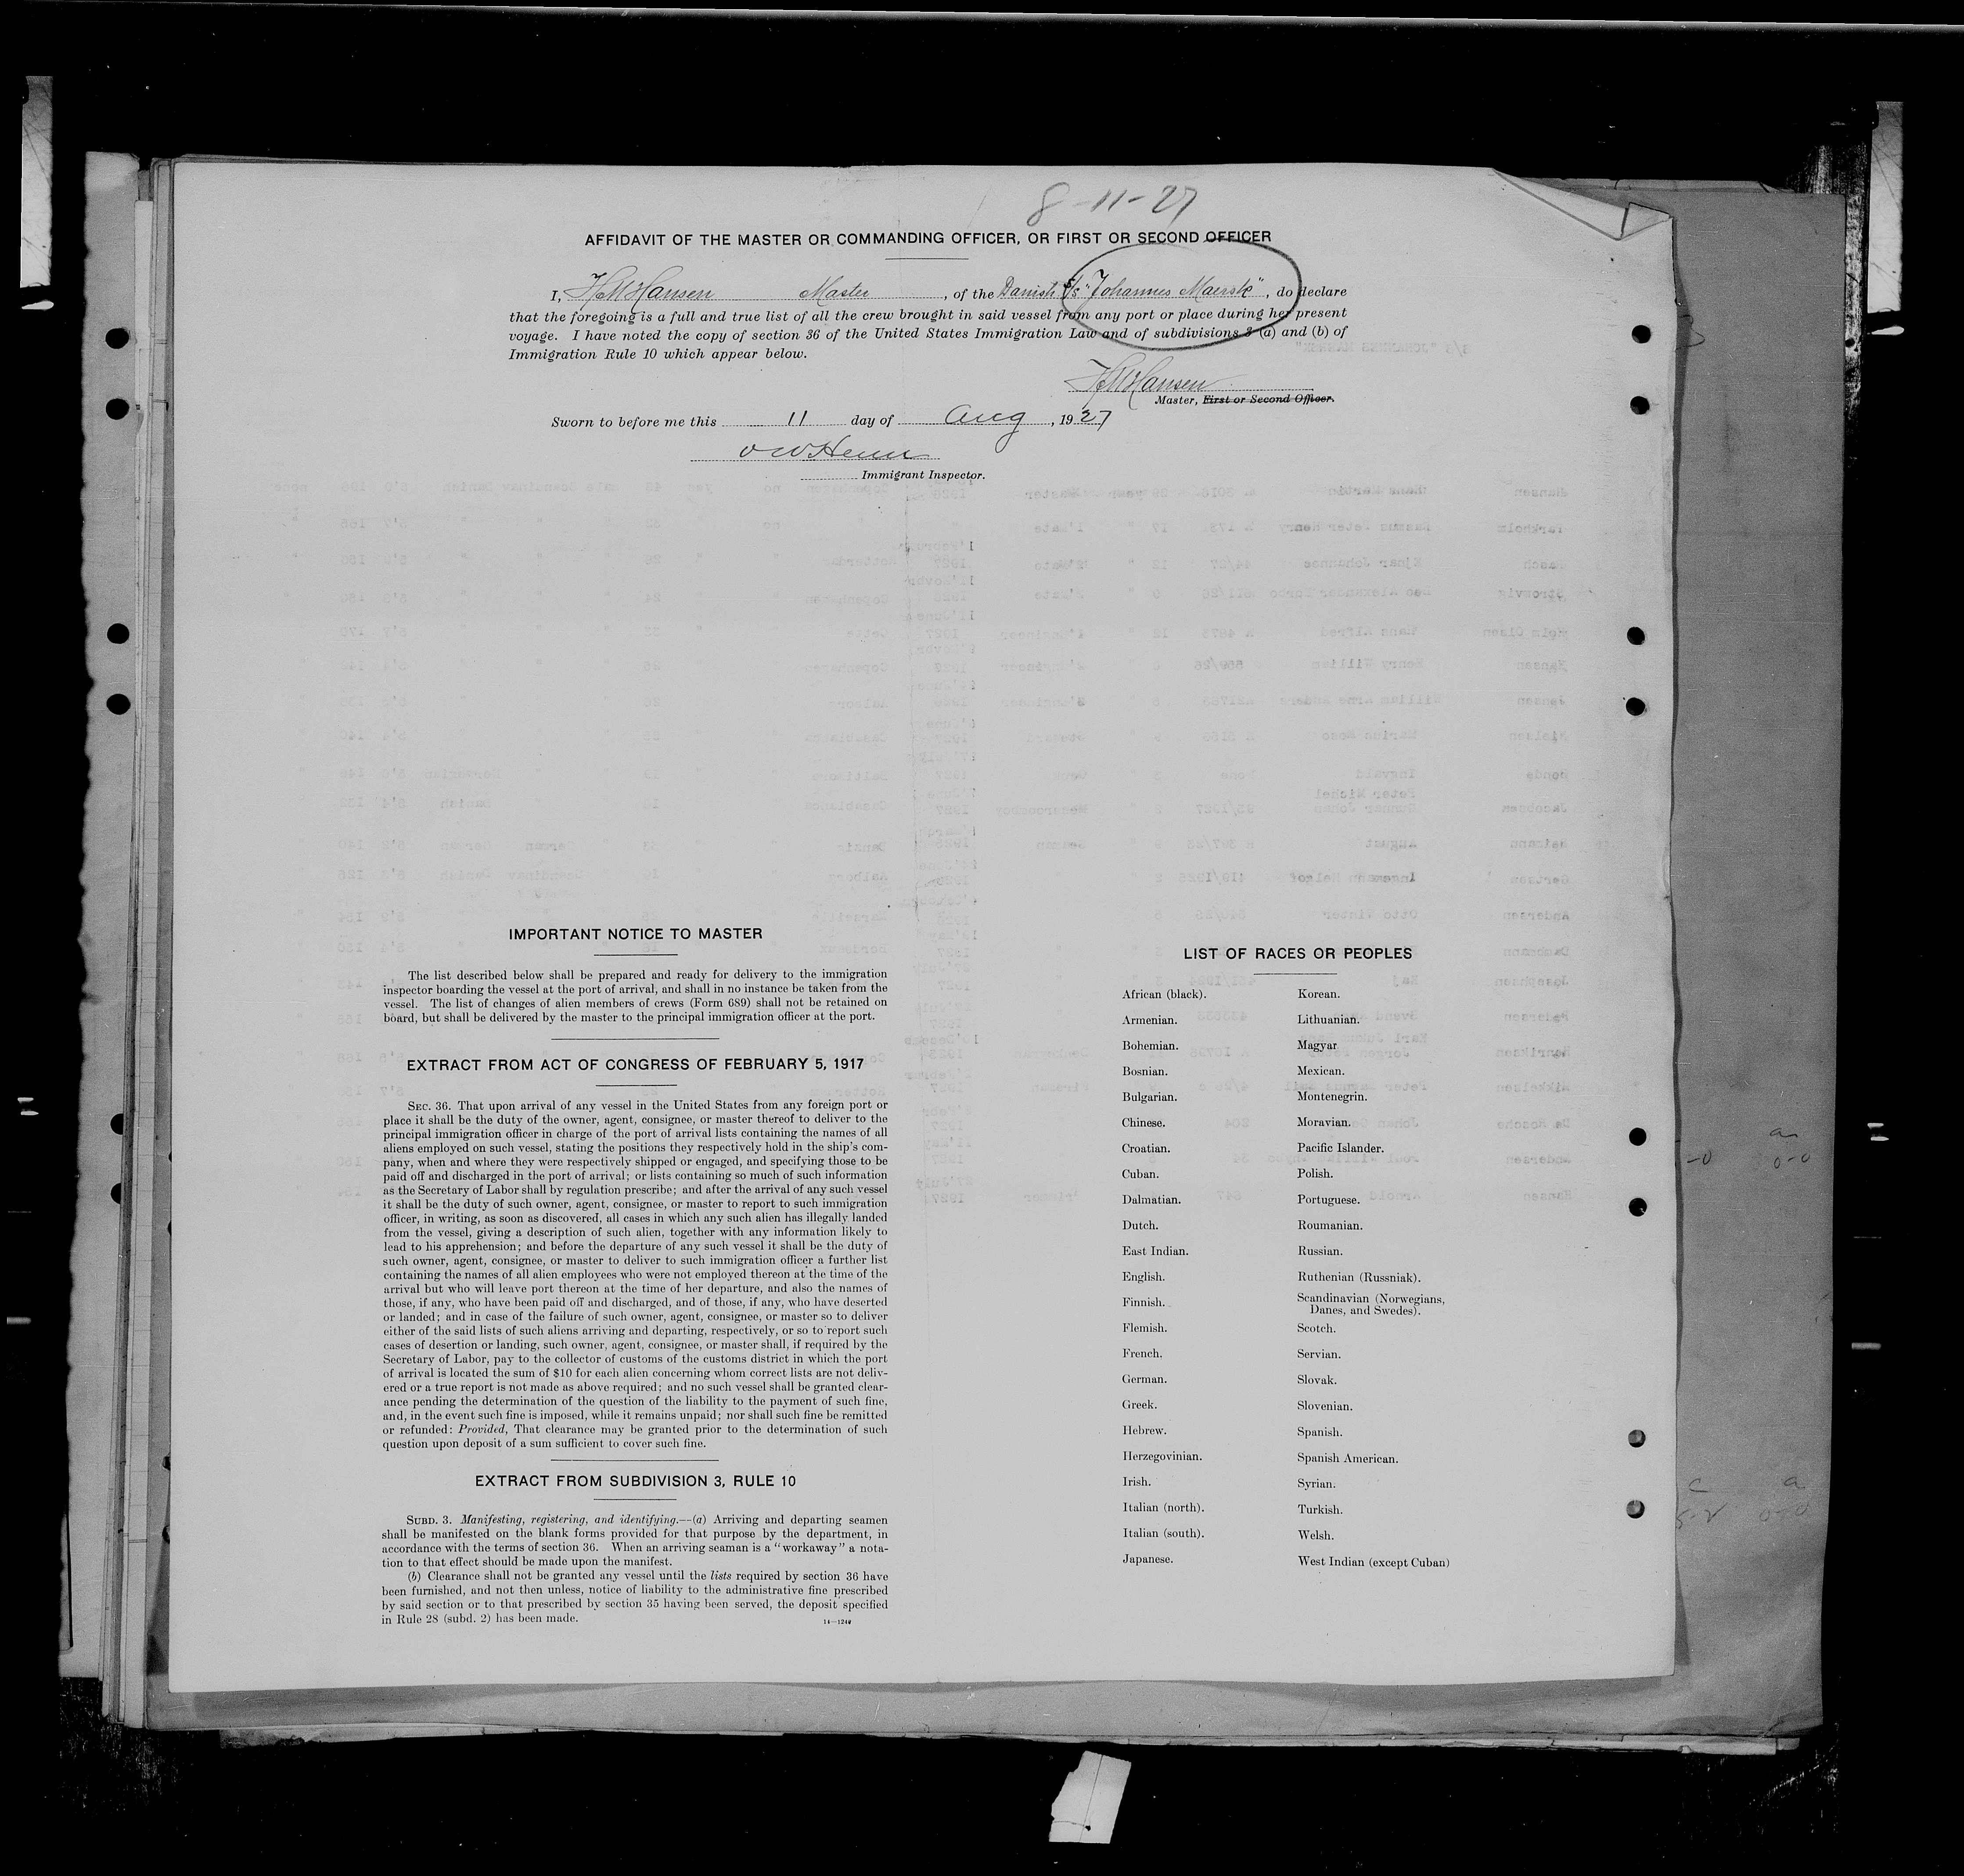 8-11-27
AFFIDAVIT OF THE MASTER OR COMMANDING OFFICER, OR FIRST OR SECOND OFFICER
I, HMHansen Master, of the Danish S/S "Johannes Maersk", do declare
that the foregoing is a full and true list of all the crew brought in said vessel from any port or place during her present
voyage. I have noted the copy of section 36 of the United States Immigration Law and of subdivisions 3 (a) and (b) of
Immigration Rule 10 which appear below.
HMHansen
Master, First or Second Officer.
Sworn to before me this 11 day of Aug, 1927
Immigrant Inspector.
IMPORTANT NOTICE TO MASTER
The list described below shall be prepared and ready for delivery to the immigration
inspector boarding the vessel at the port of arrival, and shall in no instance be taken from the
vessel. The list of changes of alien members of crews (Form 689) shall not be retained on
board, but shall be delivered by the master to the principal immigration officer at the port.
EXTRACT FROM ACT OF CONGRESS OF FEBRUARY 5, 1917
SEC. 36. That upon arrival of any vessel in the United States from any foreign port or
place it shall be the duty of the owner, agent, consignee, or master thereof to deliver to the
principal immigration officer in charge of the port of arrival lists containing the names of all
aliens employed on such vessel, stating the positions they respectively hold in the ship's com-
pany, when and where they were respectively shipped or engaged, and specifying those to be
paid off and discharged in the port of arrival; or lists containing so much of such information
as the Secretary of Labor shall by regulation prescribe; and after the arrival of any such vessel
it shall be the duty of such owner, agent, consignee, or master to report to such immigration
officer, in writing, as soon as discovered, all cases in which any such alien has illegally landed
from the vessel, giving a description of such alien, together with any information likely to
lead to his apprehension; and before the departure of any such vessel it shall be the duty of
such owner, agent, consignee, or master to deliver to such immigration officer a further list
containing the names of all alien employees who were not employed thereon at the time of the
arrival but who will leave port thereon at the time of her departure, and also the names of
those, if any, who have been paid off and discharged, and of those, if any, who have deserted
or landed; and in case of the failure of such owner, agent, consignee, or master so to deliver
either of the said lists of such aliens arriving and departing, respectively, or so to report such
cases of desertion or landing, such owner, agent, consignee, or master shall, if required by the
Secretary of Labor, pay to the collector of customs of the customs district in which the port
of arrival is located the sum of $10 for each alien concerning whom correct lists are not deliv-
ered or a true report is not made as above required; and no such vessel shall be granted clear-
ance pending the determination of the question of the liability to the payment of such fine,
and, in the event such fine is imposed, while it remains unpaid; nor shall such fine be remitted
or refunded: Provided, That clearance may be granted prior to the determination of such
question upon deposit of a sum sufficient to cover such fine.
EXTRACT FROM SUBDIVISION 3, RULE 10
SUBD. 3. Manifesting, registering, and identifying.—(a) Arriving and departing seamen
shall be manifested on the blank forms provided for that purpose by the department, in
accordance with the terms of section 36. When an arriving seaman is a "workaway" a nota-
tion to that effect should be made upon the manifest.
(b) Clearance shall not be granted any vessel until the lists required by section 36 have
been furnished, and not then unless, notice of liability to the administrative fine prescribed
by said section or to that prescribed by section 35 having been served, the deposit specified
in Rule 28 (subd. 2) has been made.
LIST OF RACES OR PEOPLES
African (black).
Armenian.
Bohemian.
Bosnian.
Bulgarian.
Chinese.
Croatian.
Cuban.
Dalmatian.
Dutch.
East Indian.
English.
Finnish.
Flemish.
French.
German.
Greek.
Hebrew.
Herzegovinian.
Irish.
Italian (north).
Italian (south).
Japanese.
Korean.
Lithuanian.
Magyar
Mexican.
Montenegrin.
Moravian.
Pacific Islander.
Polish.
Portuguese.
Roumanian.
Russian.
Ruthenian (Russniak).
Scandinavian (Norwegians,
Danes, and Swedes).
Scotch.
Servian.
Slovak.
Slovenian.
Spanish.
Spanish American.
Syrian.
Turkish.
Welsh.
West Indian (except Cuban)